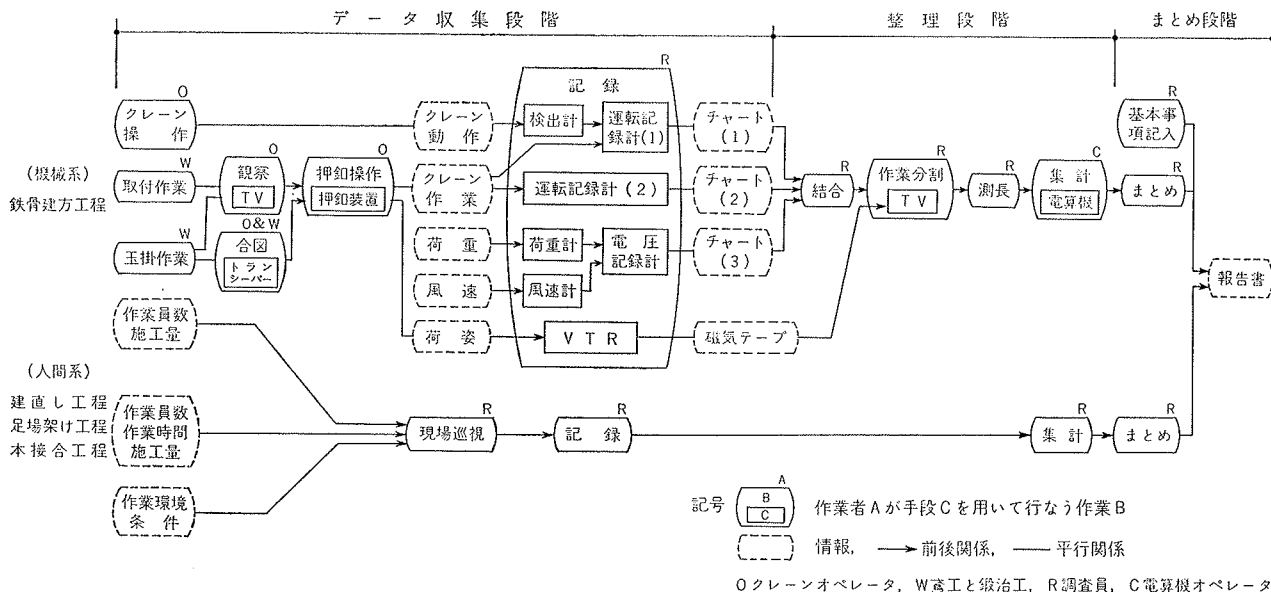 データ収集段階
整理段階
まとめ段階
O
クレーン
操作
クレーン
動作
R
記録
検出計
運転記
録計(1)
チャート
(1)
R
基本事
項記入
(機械系)
鉄骨建方工程
W
取付作業
O
観察
TV
O
押釦操作
押釦装置
クレーン
作業
運転記録計(2)
チャート
(2)
R
結合
R
作業分割
TV
R
測長
C
集計
電算機
R
まとめ
W
玉掛作業
O&W
合図
トラン
シーバー
荷重
荷重計
電圧
記録計
チャート
(3)
風速
風速計
報告書
作業員数
施工量
荷姿
VTR
磁気テープ
(人間系)
建直し工程
足場架け工程
本接合工程
作業員数
作業時間
施工量
R
現場巡視
R
記録
R
集計
R
まとめ
作業環境
条件
記号
A
B
C
作業者Aが手段Cを用いて行なう作業B
情報, 前後関係, 平行関係
Oクレーンオペレータ, W鳶工と鍛治工, R調査員, C電算機オペレータ